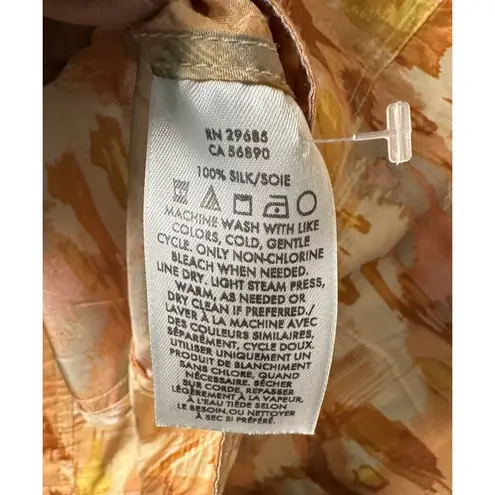 RN 29685
CA 56890
100% SILK/SOIE
MACHINE WASH WITH LIKE
COLORS, COLD, GENTLE
CYCLE. ONLY NON-CHLORINE
BLEACH WHEN NEEDED.
LINE DRY. LIGHT STEAM PRESS,
WARM, AS NEEDED OR
DRY CLEAN IF PREFERRED./
LAVER À LA MACHINE AVEC
DES COULEURS SIMILAIRES,
SÉPARÉMENT, CYCLE DOUX.
UTILISER UNIQUEMENT UN
PRODUIT DE BLANCHIMENT
SANS CHLORE, QUAND
NÉCESSAIRE. SÉCHER
SUR CORDE, REPASSER
LÉGÈREMENT À LA VAPEUR,
A L'EAU TIÈDE SELON
LE BESOIN,OU NETTOYER
À SEC SI PRÉFÉRÉ.